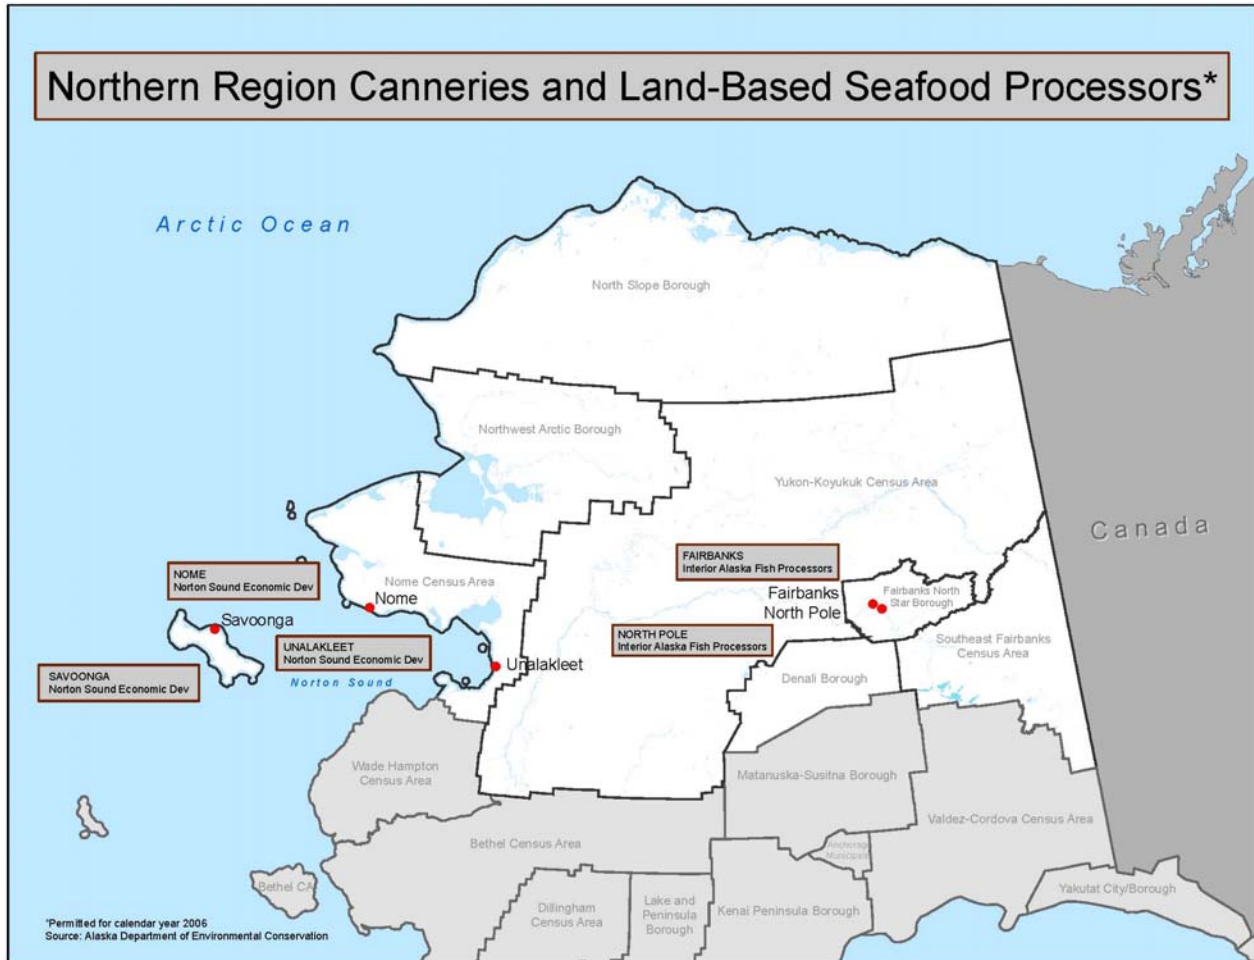 Northern Region Canneries and Land-Based Seafood Processors*
Arctic Ocean
North Slope Borough
Northwest Arctic Borough
Yukon-Koyukuk Census Area
Canada
NOME
Norton Sound Economic Dev
Nome Census Area
Nome
FAIRBANKS
Interior Alaska Fish Processors
Fairbanks
North Pole
Fairbanks North
Star Borough
Savoonga
UNALAKLEET
Norton Sound Economic Dev
Unalakleet
NORTH POLE
Interior Alaska Fish Processors
Southeast Fairbanks
Census Area
SAVOONGA
Norton Sound Economic Dev
Norton Sound
Denali Borough
Wade Hampton
Census Area
Matanuska-Susitna Borough
Valdez-Cordova Census Area
Bethel Census Area
Anchorage
Municipality
Bethel CA
Yakutat City/Borough
Dillingham
Census Area
Lake and
Peninsula
Borough
Kenai Peninsula Borough
*Permitted for calendar year 2006
Source: Alaska Department of Environmental Conservation